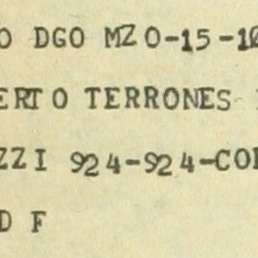 O DGO MZO-15-10
ERTO TERRONES
ZZI 924-924-COL
D F